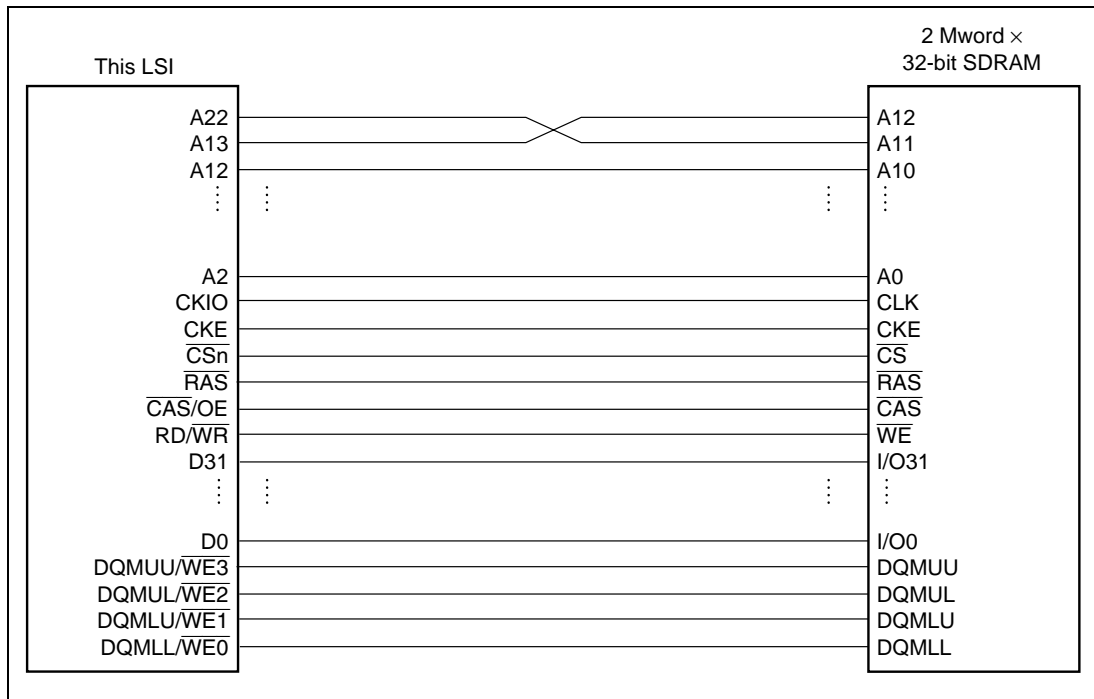 2 Mword ×
32-bit SDRAM
This LSI
A22 A12
A13 A11
A12 A10
A2 A0
CKIO CLK
CKE CKE
CSn CS
RAS RAS
CAS/OE CAS
RD/WR WE
D31 I/O31
D0 I/O0
DQMUU/WE3 DQMUU
DQMUL/WE2 DQMUL
DQMLU/WE1 DQMLU
DQMLL/WE0 DQMLL